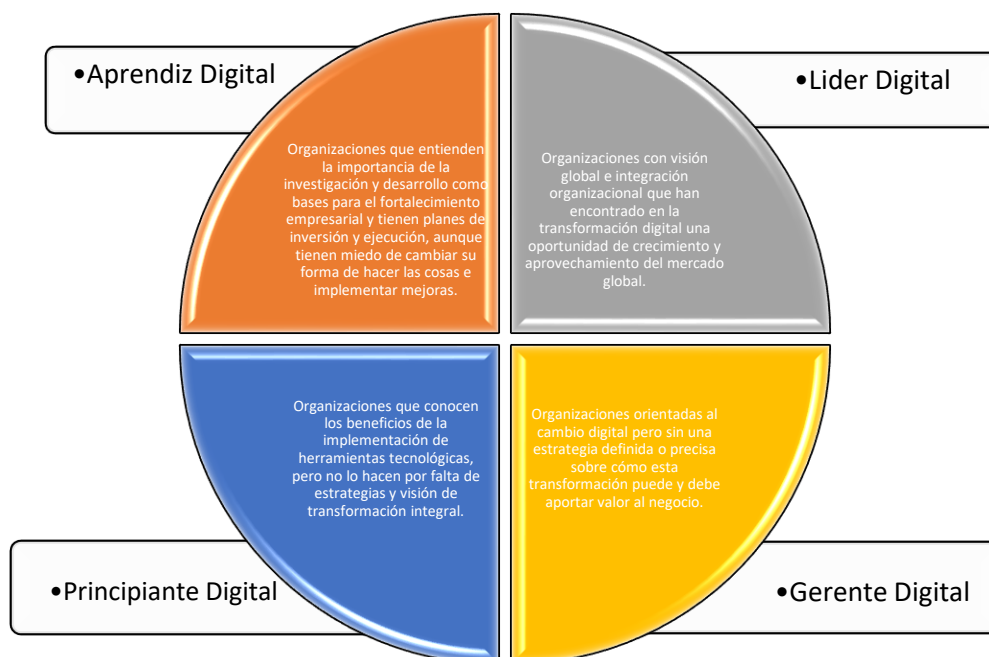 •Aprendiz Digital
•Lider Digital
Organizaciones que entienden
la importancia de la
investigación y desarrollo como
bases para el fortalecimiento
empresarial y tienen planes de
inversión y ejecución, aunque
tienen miedo de cambiar su
forma de hacer las cosas e
implementar mejoras.
Organizaciones con visión
global e integración
organizacional que han
encontrado en la
transformación digital una
oportunidad de crecimiento y
aprovechamiento del mercado
global.
Organizaciones que conocen
los beneficios de la
implementación de
herramientas tecnológicas,
pero no lo hacen por falta de
estrategias y visión de
transformación integral.
Organizaciones orientadas al
cambio digital pero sin una
estrategia definida o precisa
sobre cómo esta
transformación puede y debe
aportar valor al negocio.
•Principiante Digital
•Gerente Digital